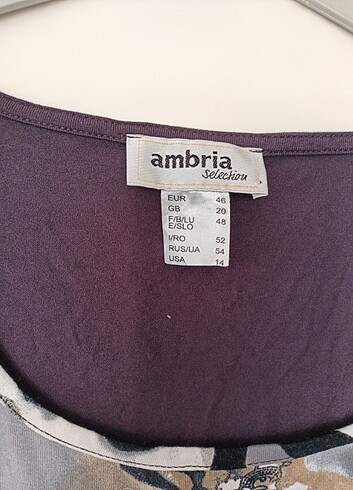 ambria
Selection
EUR 46
GB 20
F/B/LU 48
E/SLO
I/RO 52
RUS/UA 54
USA 14